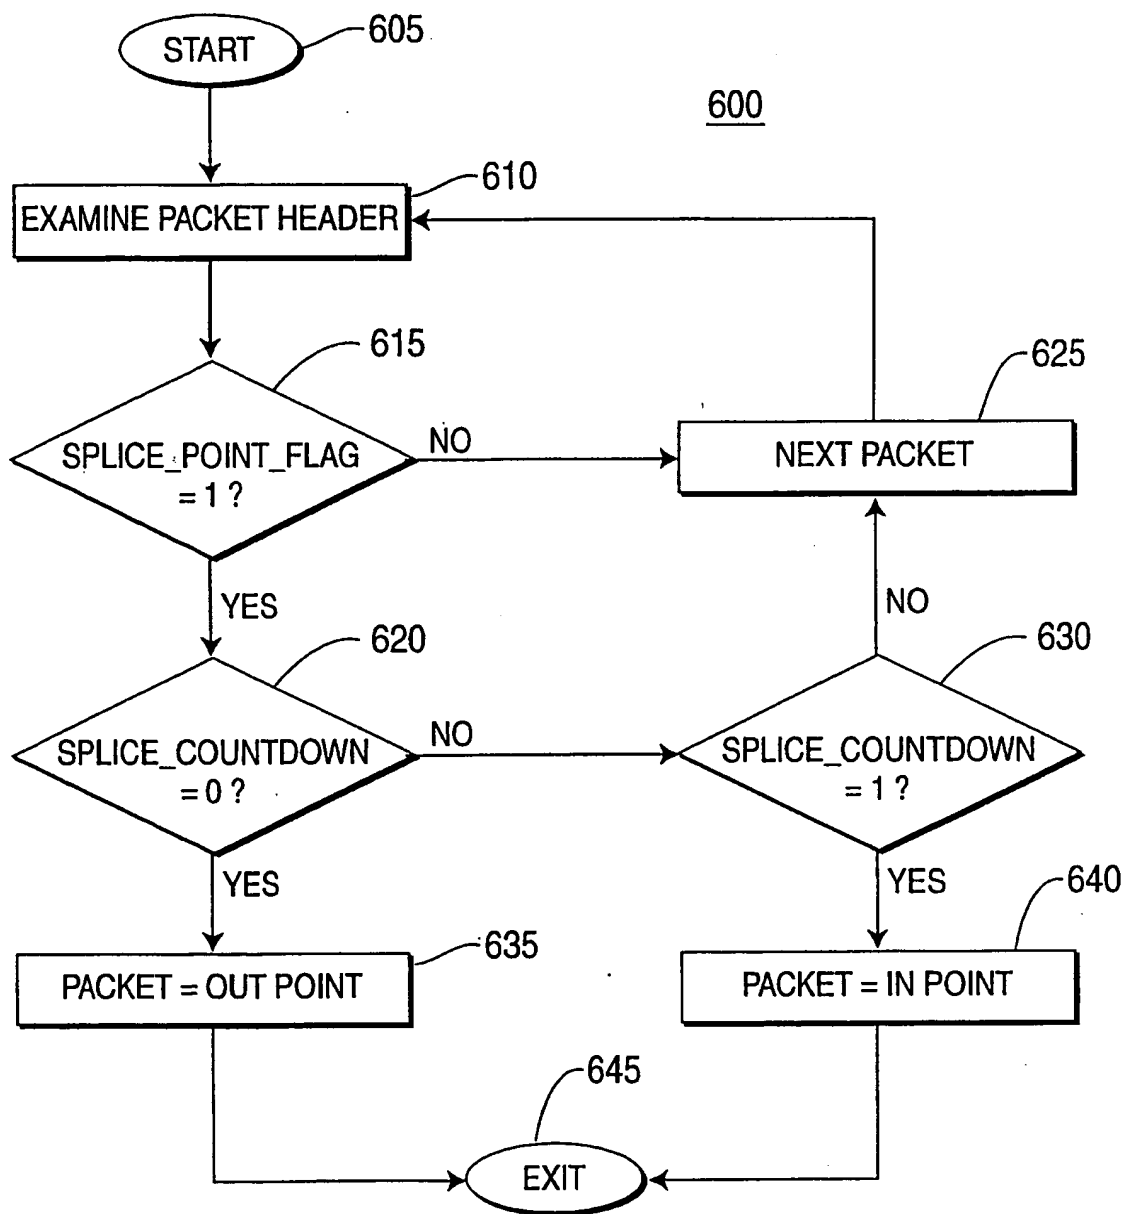 START
605
600
EXAMINE PACKET HEADER
610
SPLICE_POINT_FLAG
= 1 ?
615
NO
YES
NEXT PACKET
625
SPLICE_COUNTDOWN
= 0 ?
620
NO
YES
SPLICE_COUNTDOWN
= 1 ?
630
NO
YES
PACKET = OUT POINT
635
PACKET = IN POINT
640
EXIT
645